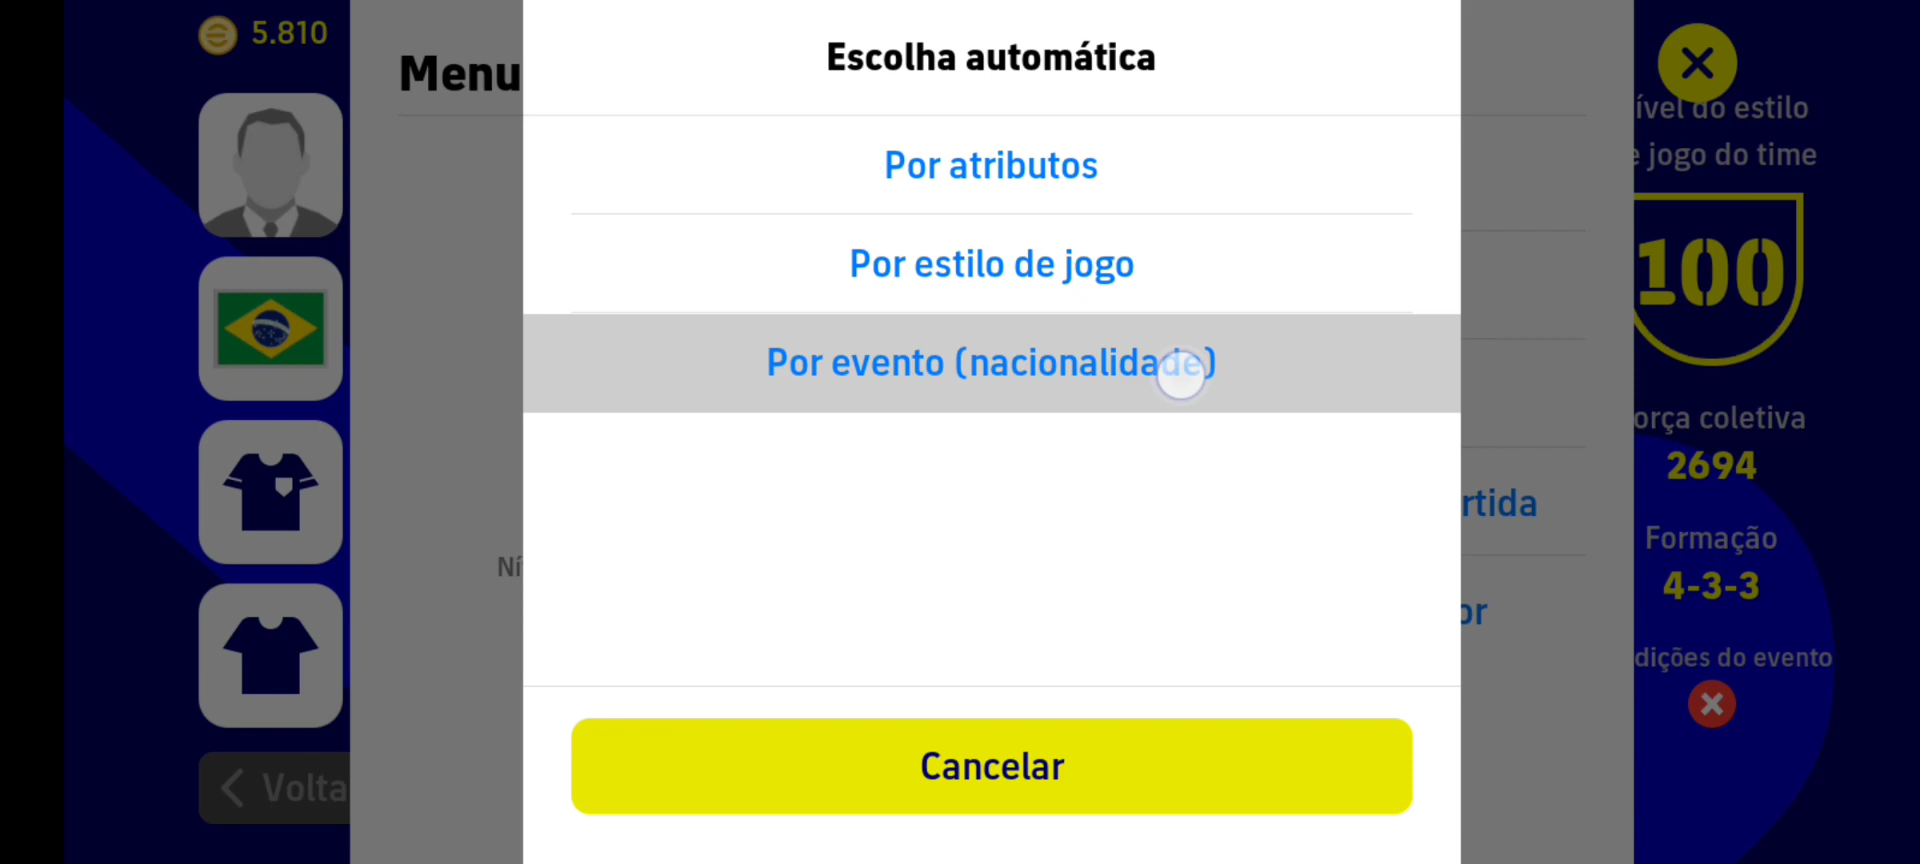 5.810
Menu
Escolha automática
Por atributos
Por estilo de jogo
Por evento (nacionalidade)
Cancelar
ível do estilo
e jogo do time
100
orça coletiva
2694
Formação
4-3-3
dições do evento
rtida
or
Ní
Volta